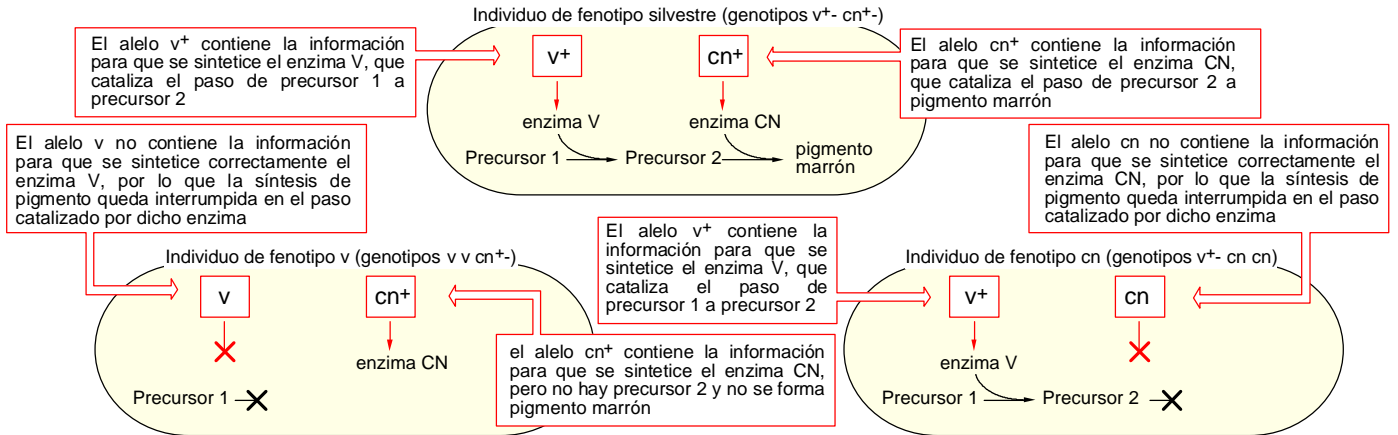 Individuo de fenotipo silvestre (genotipos v+- cn+-)
El alelo v+ contiene la información
para que se sintetice el enzima V, que
cataliza el paso de precursor 1 a
precursor 2
v+
cn+
El alelo cn+ contiene la información
para que se sintetice el enzima CN,
que cataliza el paso de precursor 2 a
pigmento marrón
enzima V
enzima CN
Precursor 1
Precursor 2
pigmento
marrón
El alelo v no contiene la información
para que se sintetice correctamente el
enzima V, por lo que la síntesis de
pigmento queda interrumpida en el paso
catalizado por dicho enzima
El alelo cn no contiene la información
para que se sintetice correctamente el
enzima CN, por lo que la síntesis de
pigmento queda interrumpida en el paso
catalizado por dicho enzima
Individuo de fenotipo v (genotipos v v cn+-)
v
cn+
enzima CN
Precursor 1
el alelo cn+ contiene la información
para que se sintetice el enzima CN,
pero no hay precursor 2 y no se forma
pigmento marrón
El alelo v+ contiene la
información para que se
sintetice el enzima V, que
cataliza el paso de
precursor 1 a precursor 2
Individuo de fenotipo cn (genotipos v+- cn cn)
v+
cn
enzima V
Precursor 1
Precursor 2